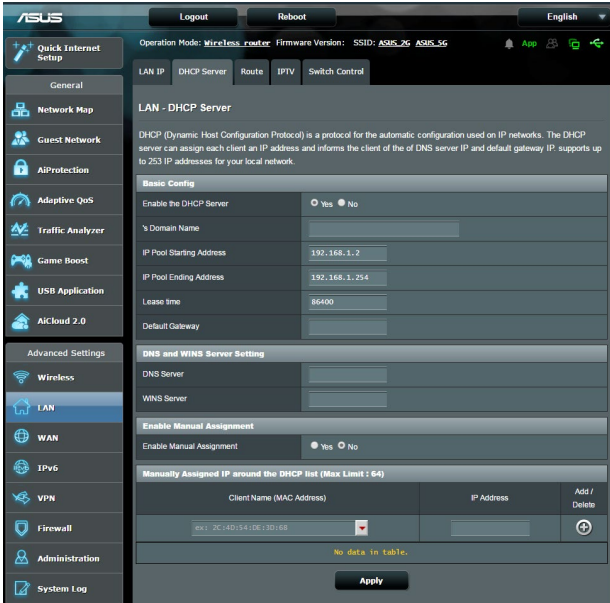 ASUS
Logout
Reboot
English
Quick Internet
Setup
General
Network Map
Guest Network
AiProtection
Adaptive QoS
Traffic Analyzer
Game Boost
USB Application
AiCloud 2.0
Advanced Settings
Wireless
LAN
WAN
IPv6
VPN
Firewall
Administration
System Log
Operation Mode: Wireless router Firmware Version: SSID: ASUS_2G ASUS_5G
App
LAN IP
DHCP Server
Route
IPTV
Switch Control
LAN - DHCP Server
DHCP (Dynamic Host Configuration Protocol) is a protocol for the automatic configuration used on IP networks. The DHCP
server can assign each client an IP address and informs the client of the of DNS server IP and default gateway IP. supports up
to 253 IP addresses for your local network.
Basic Config
Enable the DHCP Server
Yes No
's Domain Name
IP Pool Starting Address
192.168.1.2
IP Pool Ending Address
192.168.1.254
Lease time
86400
Default Gateway
DNS and WINS Server Setting
DNS Server
WINS Server
Enable Manual Assignment
Enable Manual Assignment
Yes No
Manually Assigned IP around the DHCP list (Max Limit : 64)
Client Name (MAC Address)
IP Address
Add /
Delete
ex: 2C:4D:54:DE:3D:68
No data in table.
Apply